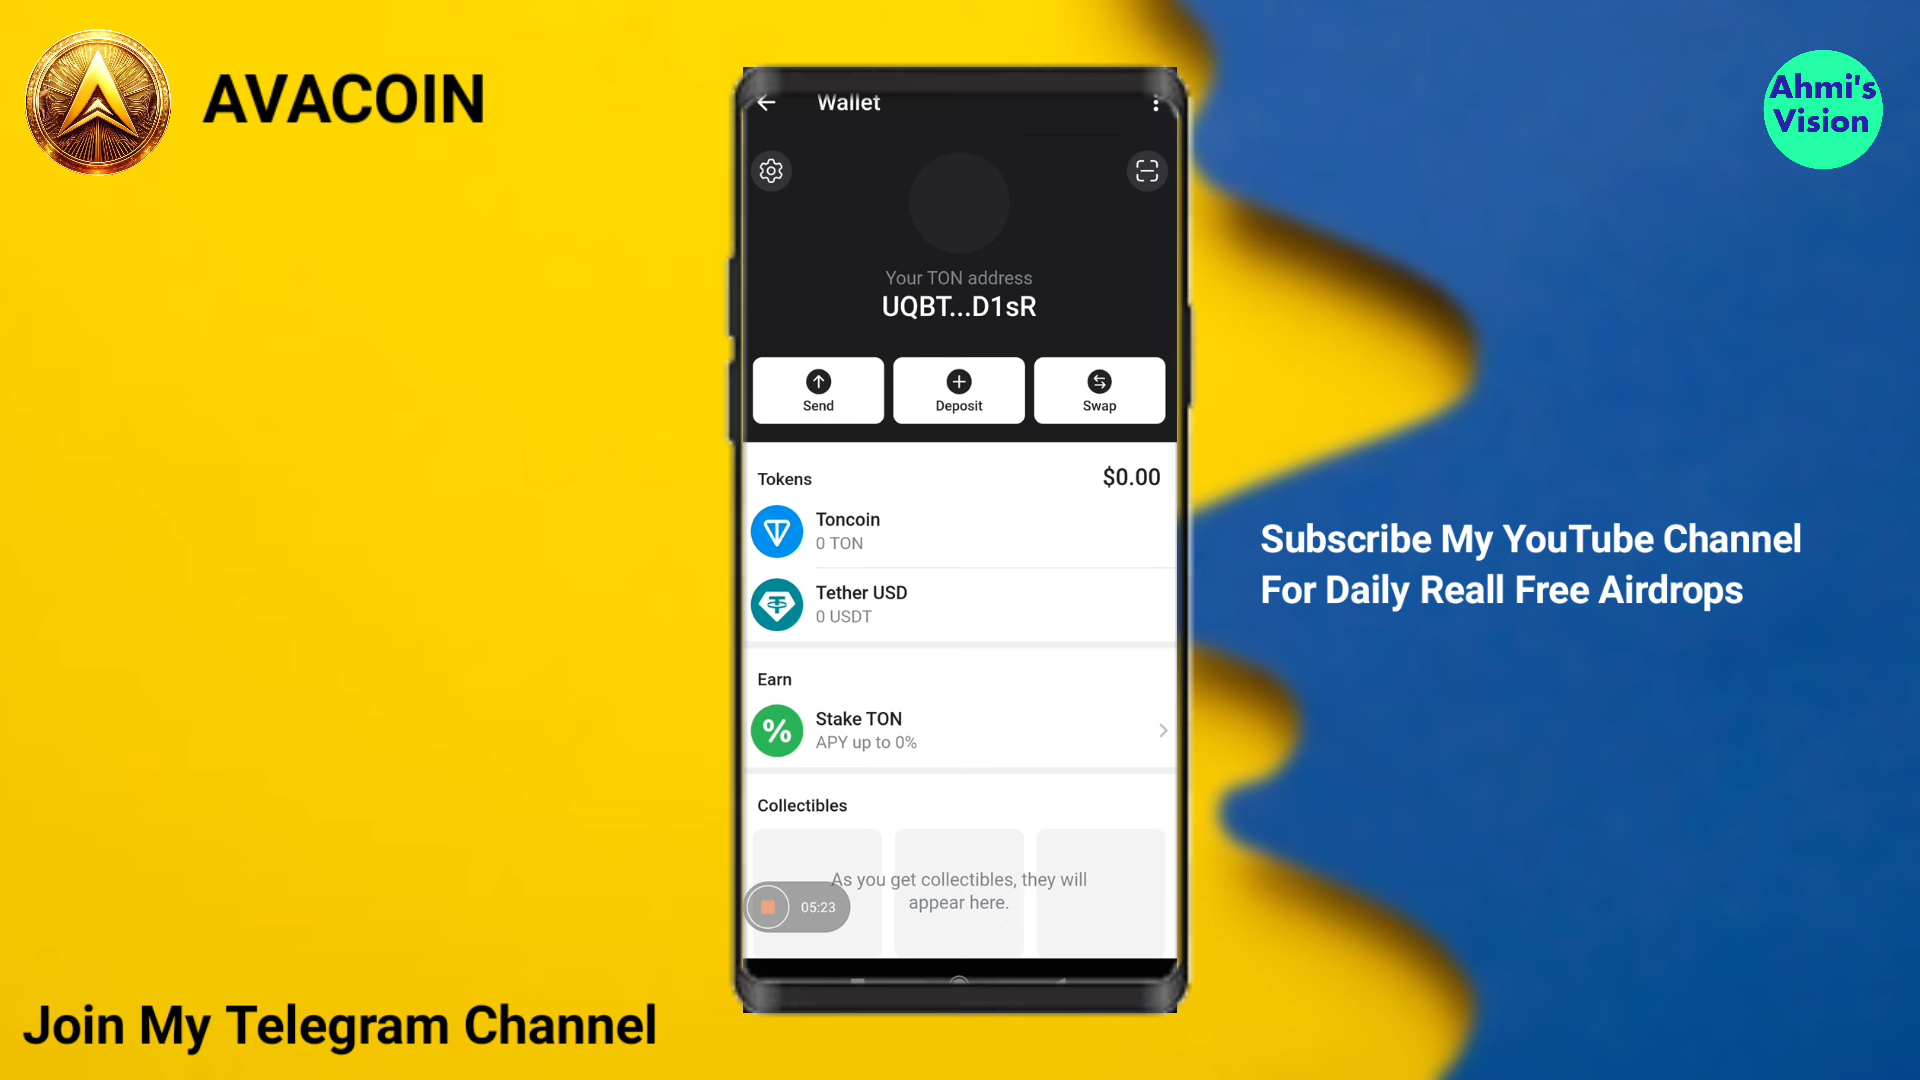 AVACOIN
Ahmi's
Vision
Wallet
Your TON address
UQBT...D1sR
Send
Deposit
Swap
Tokens
$0.00
Toncoin
0 TON
Tether USD
0 USDT
Earn
Stake TON
APY up to 0%
Collectibles
As you get collectibles, they will
appear here.
05:23
Subscribe My YouTube Channel
For Daily Reall Free Airdrops
Join My Telegram Channel